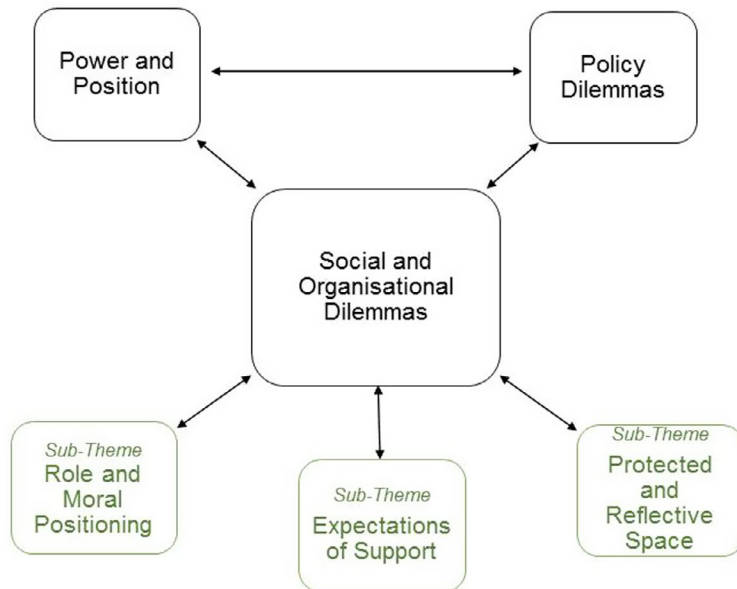 Power and
Position
Policy
Dilemmas
Social and
Organisational
Dilemmas
Sub-Theme
Role and
Moral
Positioning
Sub-Theme
Expectations
of Support
Sub-Theme
Protected
and
Reflective
Space